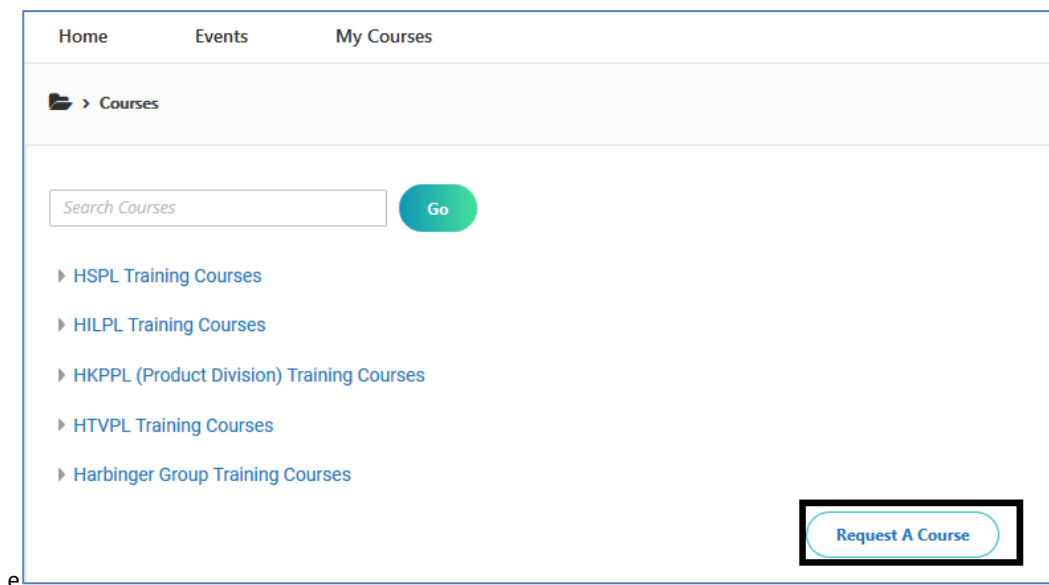 Home Events My Courses
> Courses
Search Courses Go
HSPL Training Courses
HILPL Training Courses
HKPPL (Product Division) Training Courses
HTVPL Training Courses
Harbinger Group Training Courses
Request A Course
e